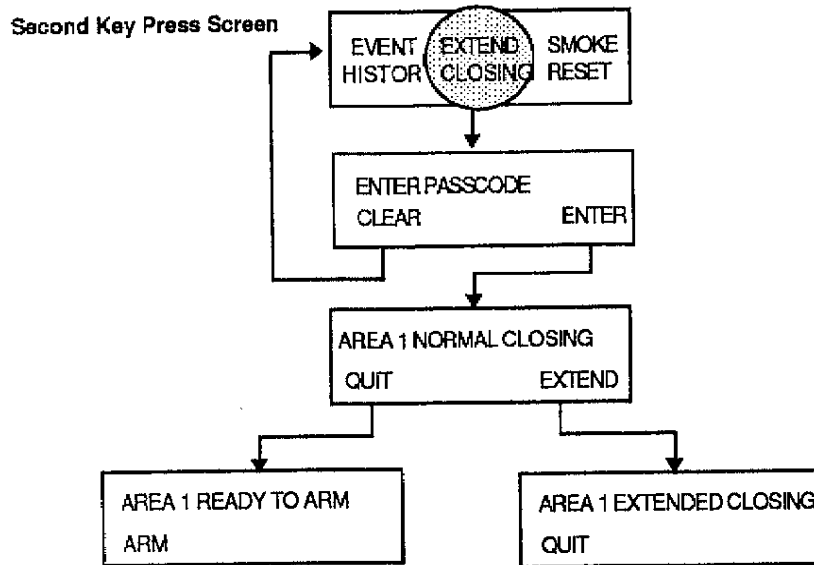 Second Key Press Screen
EVENT EXTEND SMOKE
HISTOR CLOSING RESET
ENTER PASSCODE
CLEAR ENTER
AREA 1 NORMAL CLOSING
QUIT EXTEND
AREA 1 READY TO ARM
ARM
AREA 1 EXTENDED CLOSING
QUIT